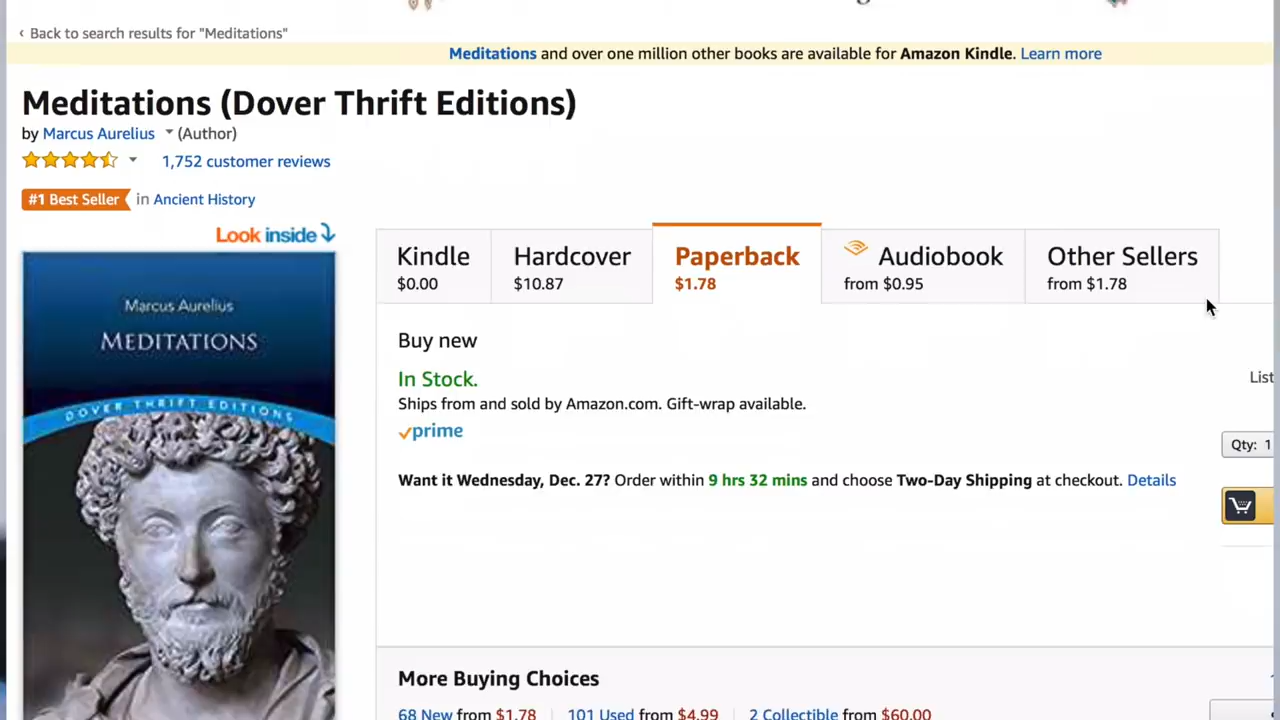 ‹ Back to search results for "Meditations"
Meditations and over one million other books are available for Amazon Kindle. Learn more
Meditations (Dover Thrift Editions)
by Marcus Aurelius (Author)
1,752 customer reviews
#1 Best Seller in Ancient History
Look inside
Marcus Aurelius
MEDITATIONS
DOVER THRIFT EDITIONS
Kindle
$0.00
Hardcover
$10.87
Paperback
$1.78
Audiobook
from $0.95
Other Sellers
from $1.78
Buy new
In Stock.
Ships from and sold by Amazon.com. Gift-wrap available.
prime
Want it Wednesday, Dec. 27? Order within 9 hrs 32 mins and choose Two-Day Shipping at checkout. Details
List
Qty: 1
More Buying Choices
68 New from $1.78 | 101 Used from $4.99 | 2 Collectible from $60.00